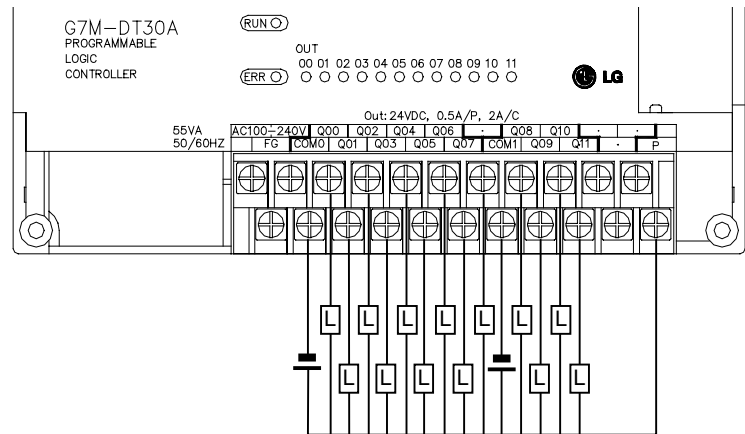 G7M-DT30A
PROGRAMMABLE
LOGIC
CONTROLLER
RUN
ERR
OUT
00 01 02 03 04 05 06 07 08 09 10 11
LG
Out: 24VDC, 0.5A/P, 2A/C
55VA
50/60HZ
AC100-240V Q00 Q02 Q04 Q06 · Q08 Q10 · ·
FG COM0 Q01 Q03 Q05 Q07 COM1 Q09 Q11 · P
L L L L L L
L L L L L L